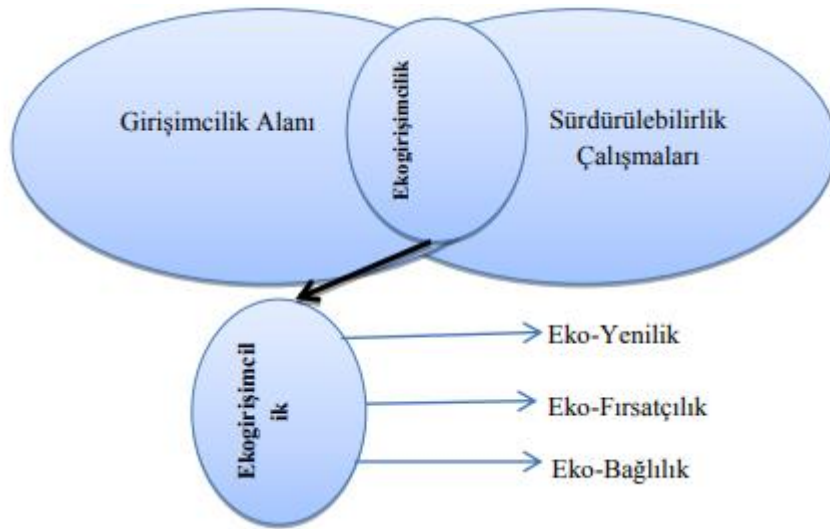 Girişimcilik Alanı
Ekogirişimcilik
Sürdürülebilirlik
Çalışmaları
Ekogirişimcil
ik
Eko-Yenilik
Eko-Fırsatçılık
Eko-Bağlılık